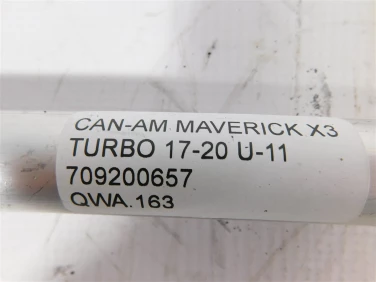 CAN-AM MAVERICK X3
TURBO 17-20 U-11
709200657
QWA.163